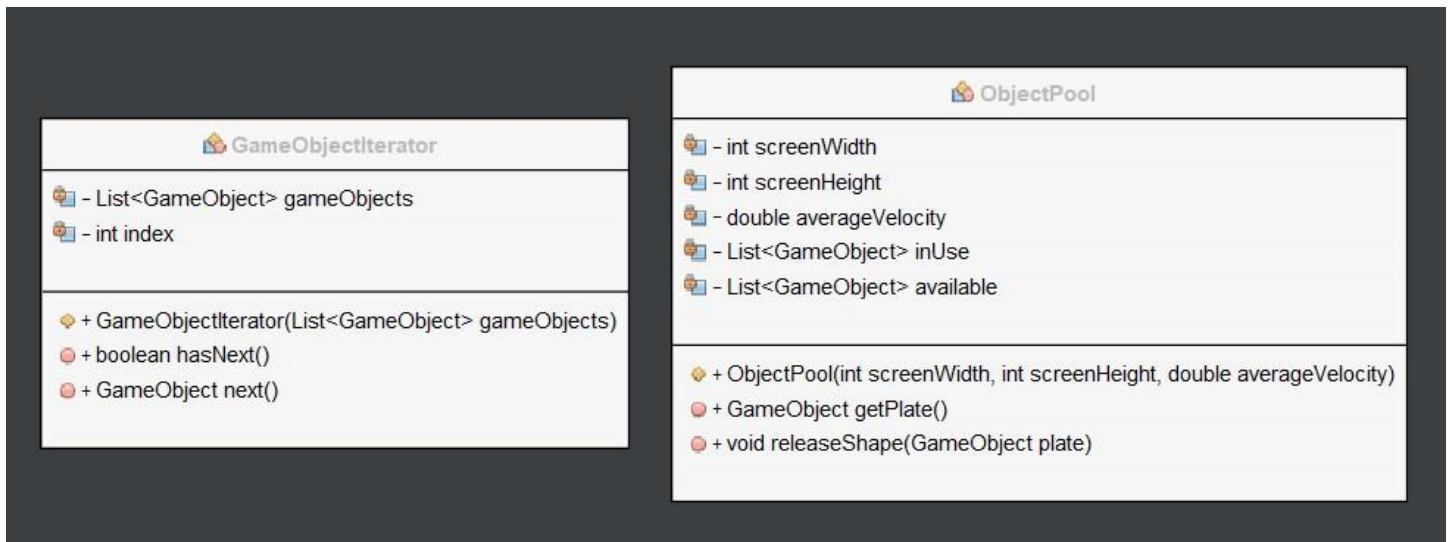 GameObjectIterator
- List<GameObject> gameObjects
- int index
+ GameObjectIterator(List<GameObject> gameObjects)
+ boolean hasNext()
+ GameObject next()
ObjectPool
- int screenWidth
- int screenHeight
- double averageVelocity
- List<GameObject> inUse
- List<GameObject> available
+ ObjectPool(int screenWidth, int screenHeight, double averageVelocity)
+ GameObject getPlate()
+ void releaseShape(GameObject plate)